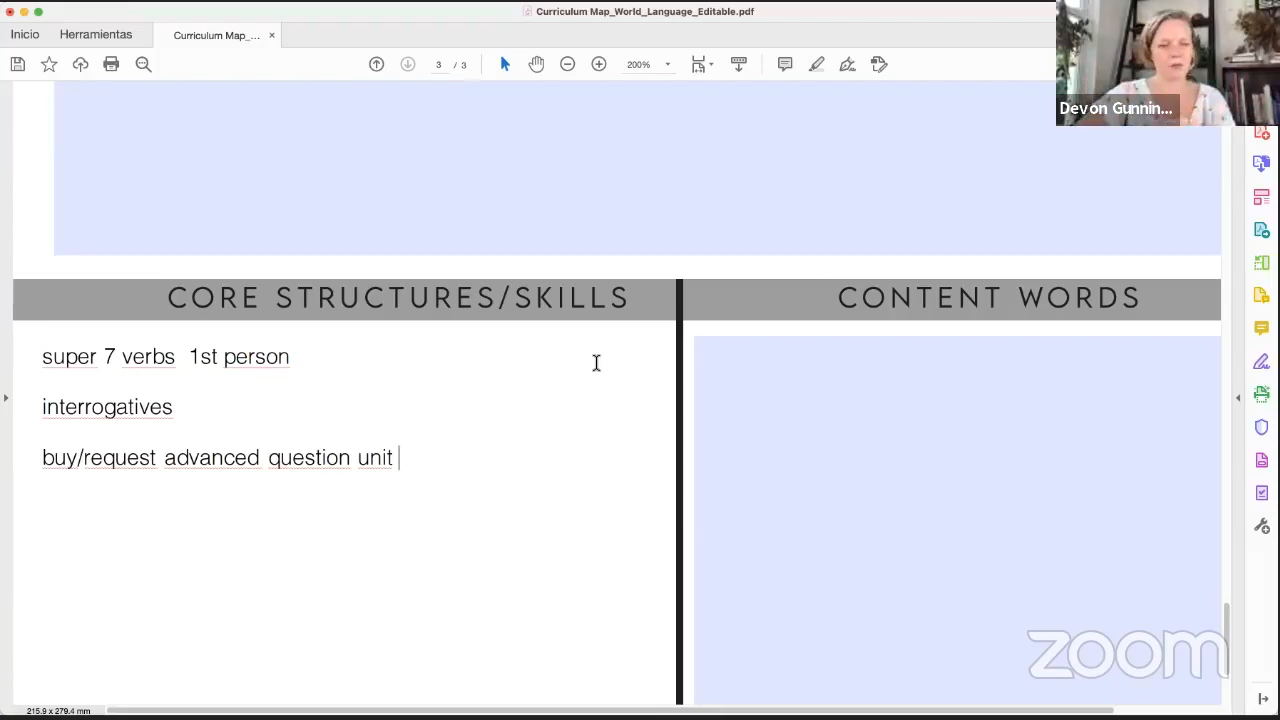 Curriculum Map_World_Language_Editable.pdf
Inicio
Herramientas
Curriculum Map_...
3 / 3
200%
Devon Gunnin...
CORE STRUCTURES/SKILLS
CONTENT WORDS
super 7 verbs 1st person
interrogatives
buy/request advanced question unit
zoom
215.9 x 279.4 mm